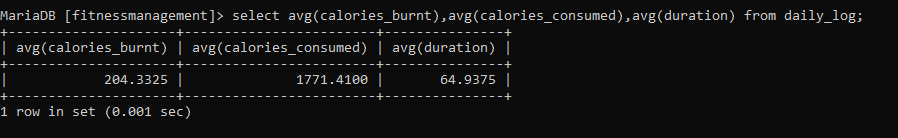 MariaDB [fitnessmanagement]> select avg(calories_burnt),avg(calories_consumed),avg(duration) from daily_log;
+---------------------+------------------------+---------------+
| avg(calories_burnt) | avg(calories_consumed) | avg(duration) |
+---------------------+------------------------+---------------+
|            204.3325 |              1771.4100 |       64.9375 |
+---------------------+------------------------+---------------+
1 row in set (0.001 sec)